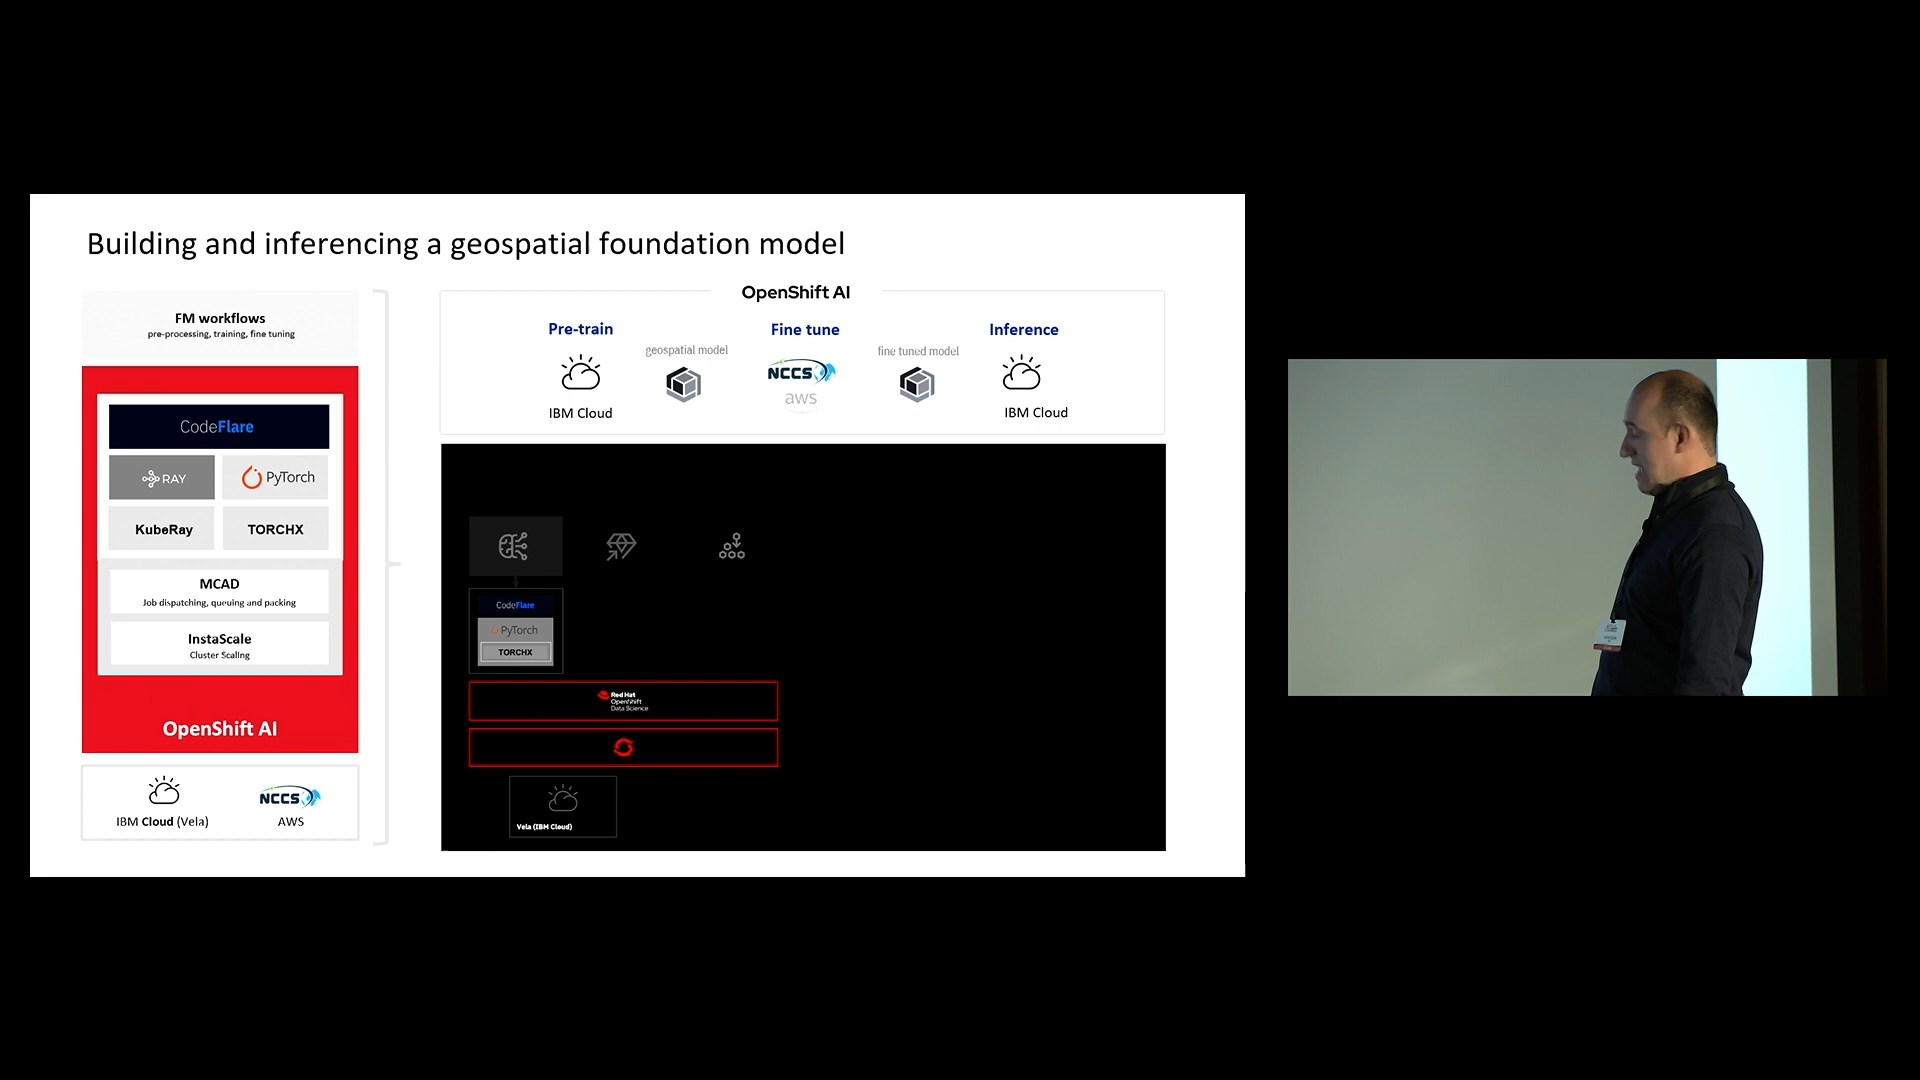 Building and inferencing a geospatial foundation model
FM workflows
pre-processing, training, fine tuning
CodeFlare
RAY
PyTorch
KubeRay
TORCHX
MCAD
Job dispatching, queuing and packing
InstaScale
Cluster Scaling
OpenShift AI
IBM Cloud (Vela)
NCCS
AWS
OpenShift AI
Pre-train
Fine tune
Inference
geospatial model
fine tuned model
NCCS
aws
IBM Cloud
IBM Cloud
CodeFlare
PyTorch
TORCHX
Red Hat
OpenShift
Data Science
Vela (IBM Cloud)